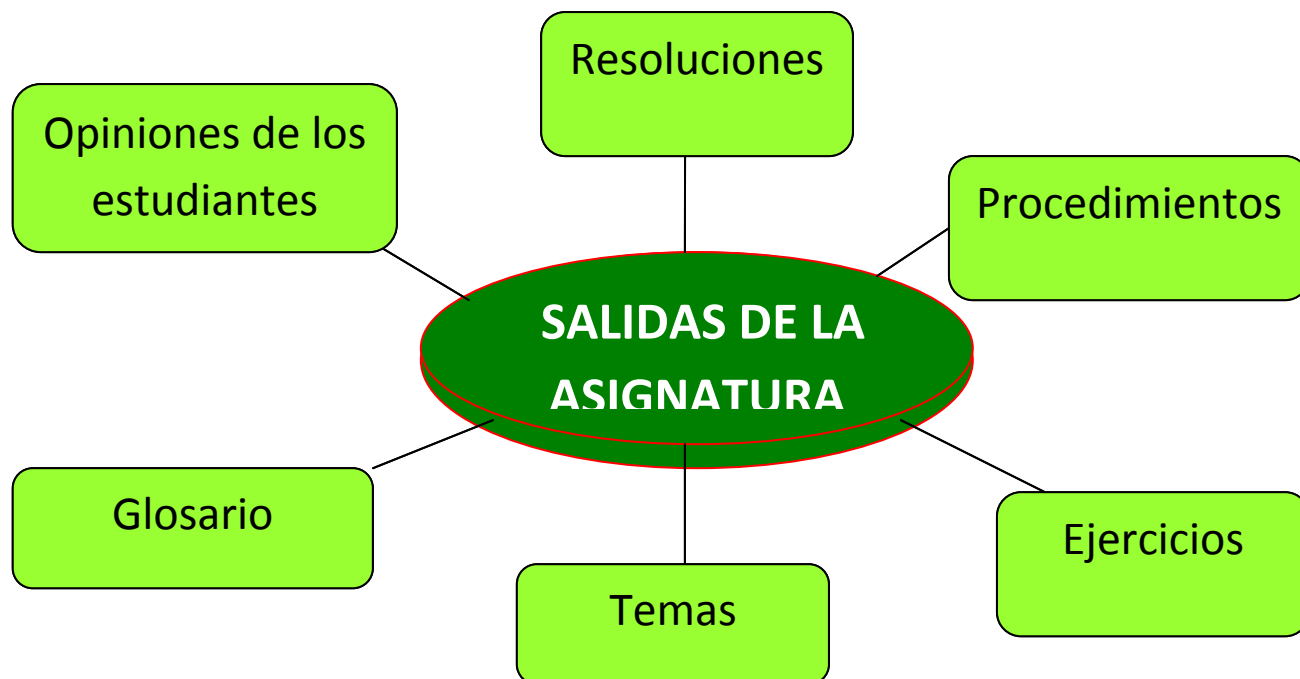 Resoluciones
Opiniones de los
estudiantes
Procedimientos
SALIDAS DE LA
ASIGNATURA
Glosario
Ejercicios
Temas